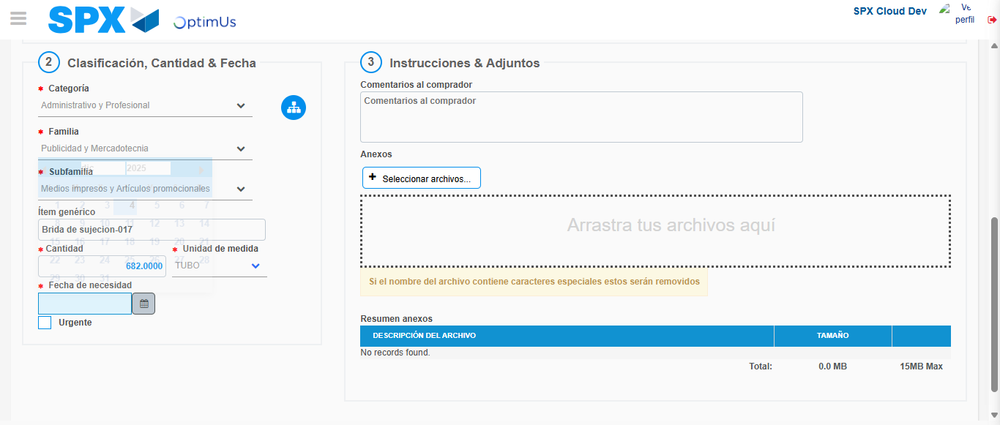 SPX
OptimUs
SPX Cloud Dev
Ve
perfil
2 Clasificación, Cantidad & Fecha
* Categoría
Administrativo y Profesional
* Familia
Publicidad y Mercadotecnia
2025
* Subfamilia
Medios impresos y Artículos promocionales
1 2 3 4 5 6 7
Ítem genérico
8 9 10 11 12 13 14
Brida de sujecion-017
15 16 17 18 19 20 21
* Cantidad
* Unidad de medida
22 23 24 25 26 27 28
682.0000
TUBO
29 30 31
* Fecha de necesidad
Urgente
3 Instrucciones & Adjuntos
Comentarios al comprador
Comentarios al comprador
Anexos
+ Seleccionar archivos...
Arrastra tus archivos aquí
Si el nombre del archivo contiene caracteres especiales estos serán removidos
Resumen anexos
DESCRIPCIÓN DEL ARCHIVO TAMAÑO
No records found.
Total: 0.0 MB 15MB Max